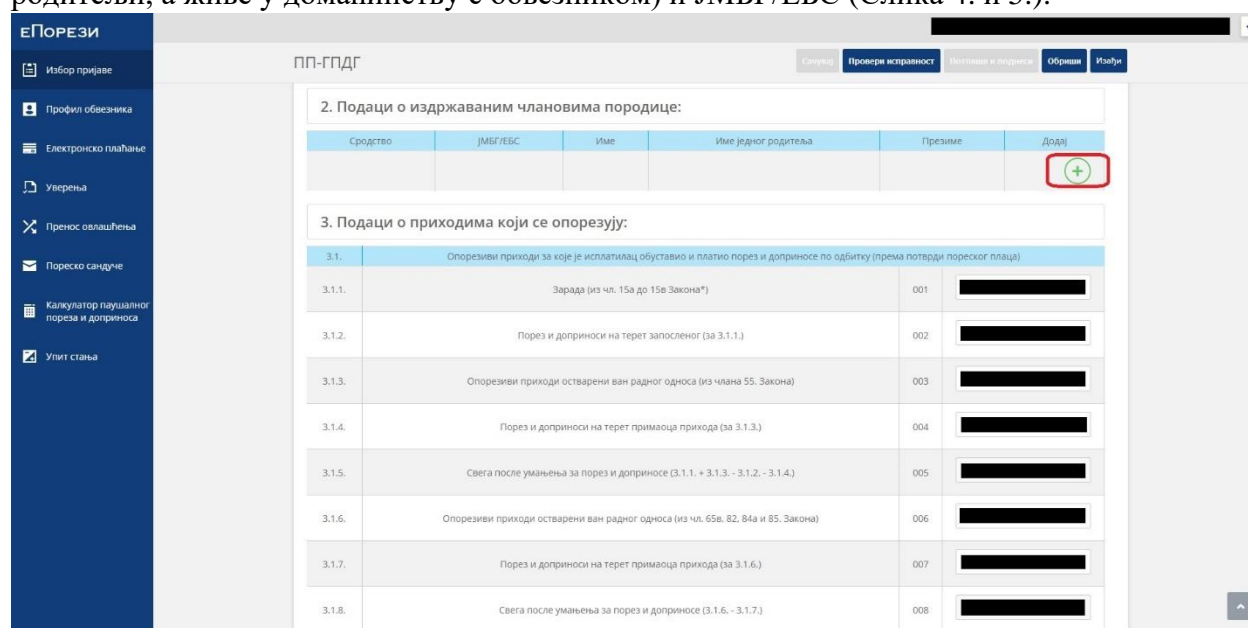 родитељи, а живе у домаћинству с обвезником) и ЈМБГ/ЕБС (Слика 4. и 5.).
еПорези
Избор пријаве
Профил обвезника
Електронско плаћање
Уверења
Пренос овлашћења
Пореско сандуче
Калкулатор паушалног
пореза и доприноса
Упит стања
ПП-ГПДГ
Сачувај Провери исправност Потпиши и поднеси Обриши Изађи
2. Подаци о издржаваним члановима породице:
Сродство ЈМБГ/ЕБС Име Име једног родитеља Презиме Додај
3. Подаци о приходима који се опорезују:
3.1. Опорезиви приходи за које је исплатилац обуставио и платио порез и доприносе по одбитку (према потврди пореског плаца)
3.1.1. Зарада (из чл. 15а до 15в Закона*) 001
3.1.2. Порез и доприноси на терет запосленог (за 3.1.1.) 002
3.1.3. Опорезиви приходи остварени ван радног односа (из члана 55. Закона) 003
3.1.4. Порез и доприноси на терет примаоца прихода (за 3.1.3.) 004
3.1.5. Свега после умањења за порез и доприносе (3.1.1. + 3.1.3. - 3.1.2. - 3.1.4.) 005
3.1.6. Опорезиви приходи остварени ван радног односа (из чл. 65в, 82, 84а и 85. Закона) 006
3.1.7. Порез и доприноси на терет примаоца прихода (за 3.1.6.) 007
3.1.8. Свега после умањења за порез и доприносе (3.1.6. - 3.1.7.) 008